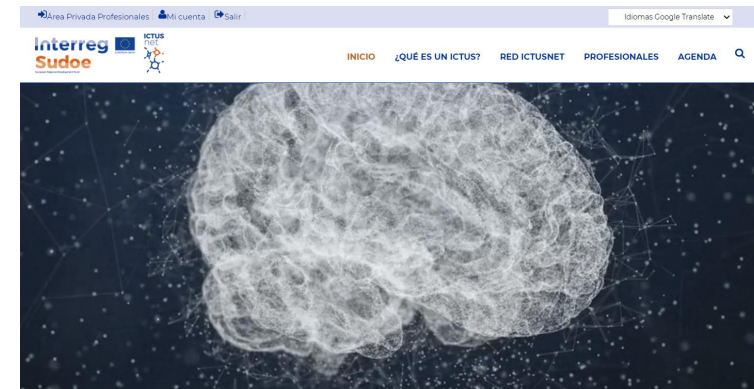 Área Privada Profesionales Mi cuenta Salir
Idiomas Google Translate
Interreg
Sudoe
ICTUS
net
INICIO ¿QUÉ ES UN ICTUS? RED ICTUSNET PROFESIONALES AGENDA